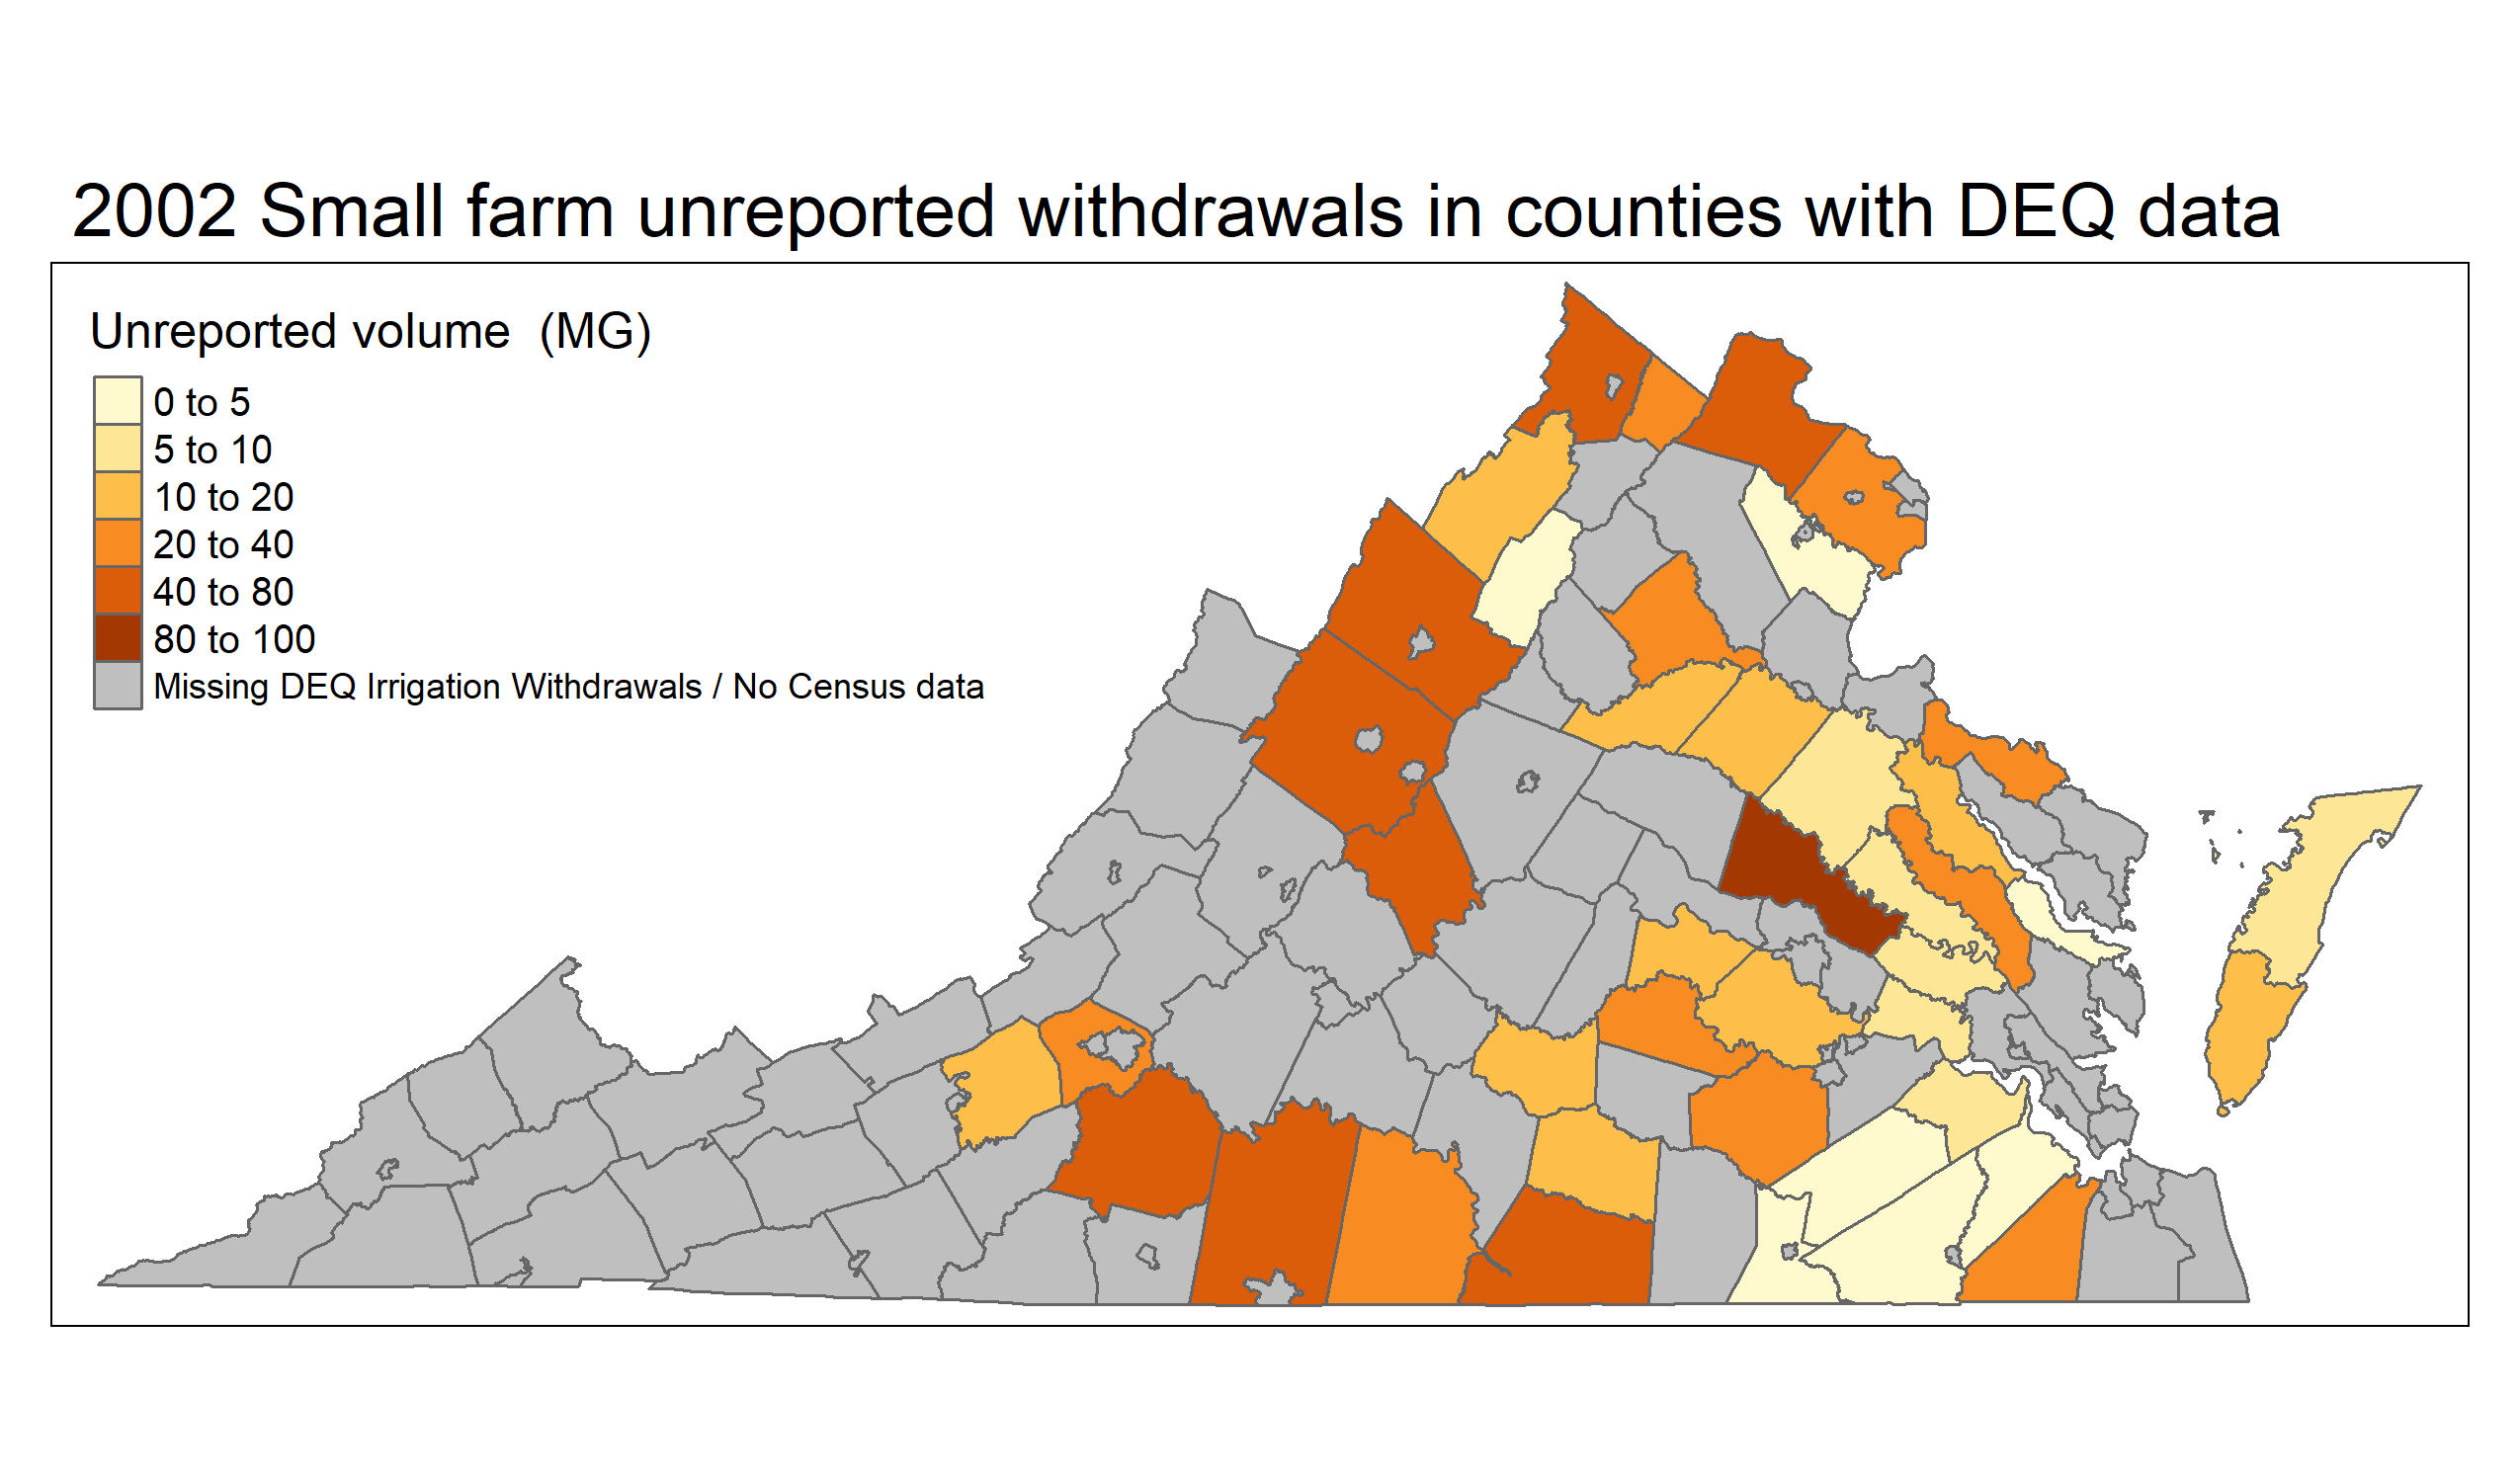 2002 Small farm unreported withdrawals in counties with DEQ data
Unreported volume (MG)
0 to 5
5 to 10
10 to 20
20 to 40
40 to 80
80 to 100
Missing DEQ Irrigation Withdrawals / No Census data